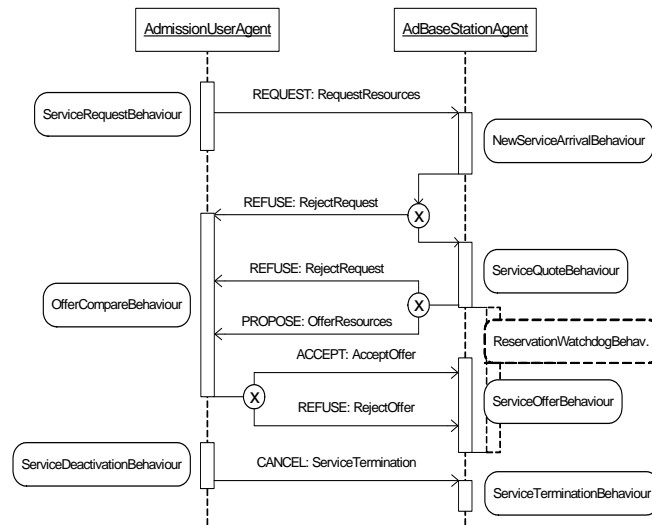 AdmissionUserAgent
AdBaseStationAgent
REQUEST: RequestResources
ServiceRequestBehaviour
NewServiceArrivalBehaviour
REFUSE: RejectRequest
X
REFUSE: RejectRequest
ServiceQuoteBehaviour
OfferCompareBehaviour
X
PROPOSE: OfferResources
ReservationWatchdogBehav.
ACCEPT: AcceptOffer
X
REFUSE: RejectOffer
ServiceOfferBehaviour
ServiceDeactivationBehaviour
CANCEL: ServiceTermination
ServiceTerminationBehaviour